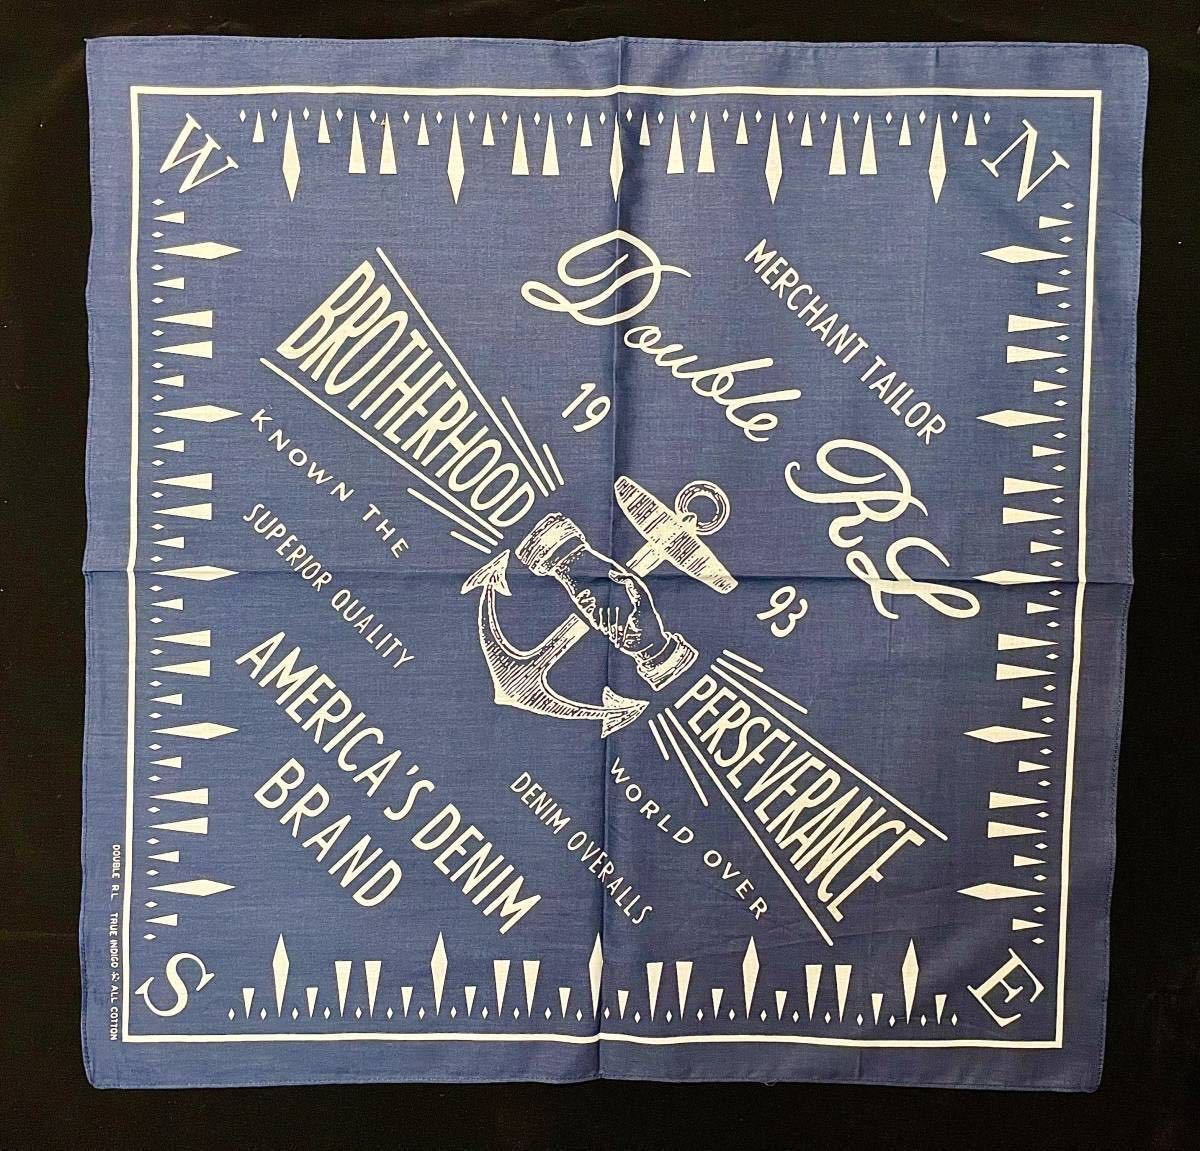 W
N
MERCHANT TAILOR
Double RL
19 93
BROTHERHOOD
PERSEVERANCE
KNOWN THE WORLD OVER
SUPERIOR QUALITY DENIM OVERALLS
AMERICA'S DENIM
BRAND
S
E
DOUBLE RL TRUE INDIGO ALL COTTON